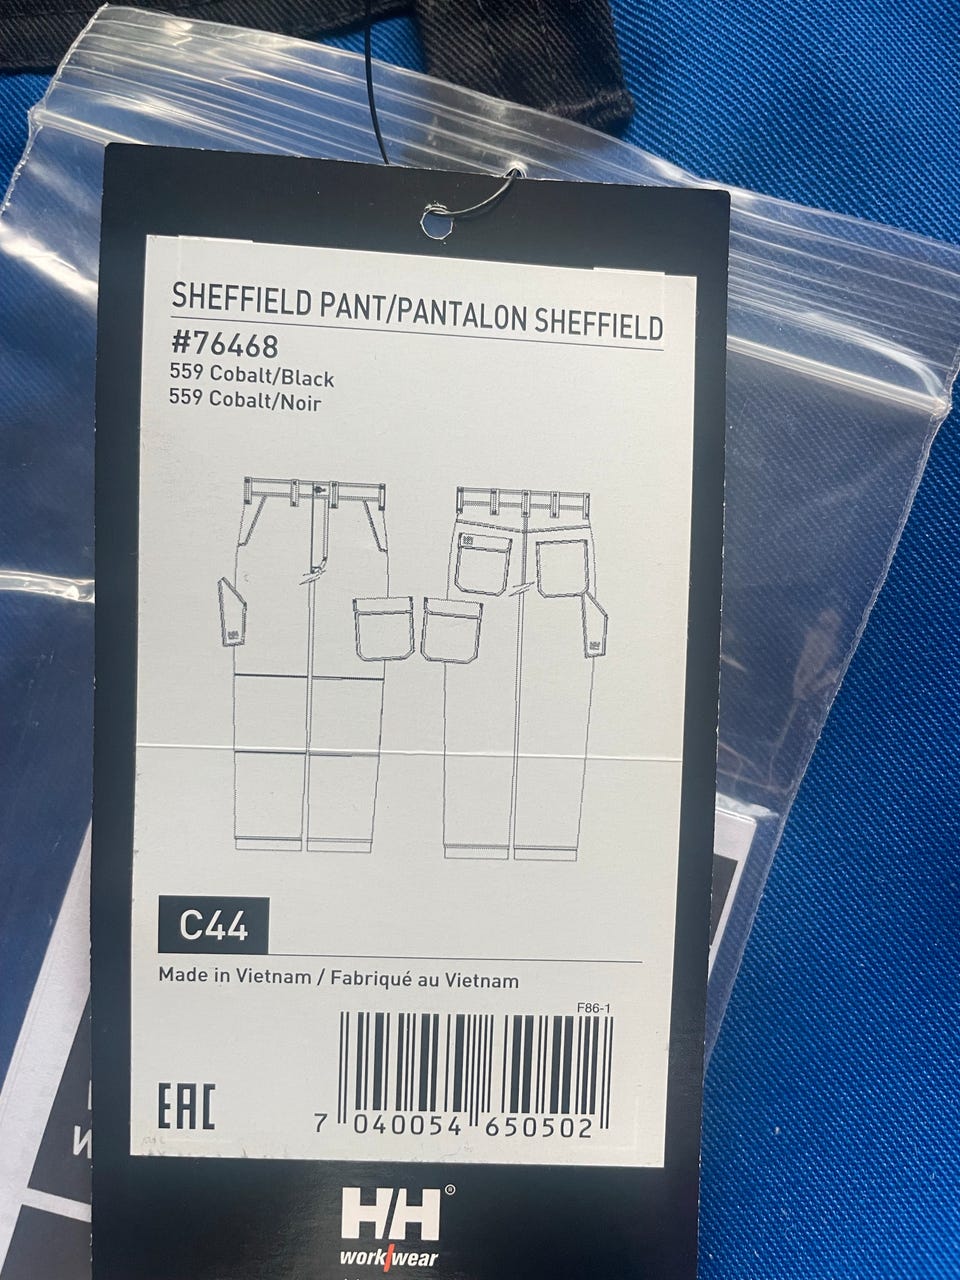 SHEFFIELD PANT/PANTALON SHEFFIELD
#76468
559 Cobalt/Black
559 Cobalt/Noir
C44
Made in Vietnam / Fabriqué au Vietnam
F86-1
EAC
7 040054 650502
H/H®
work/wear